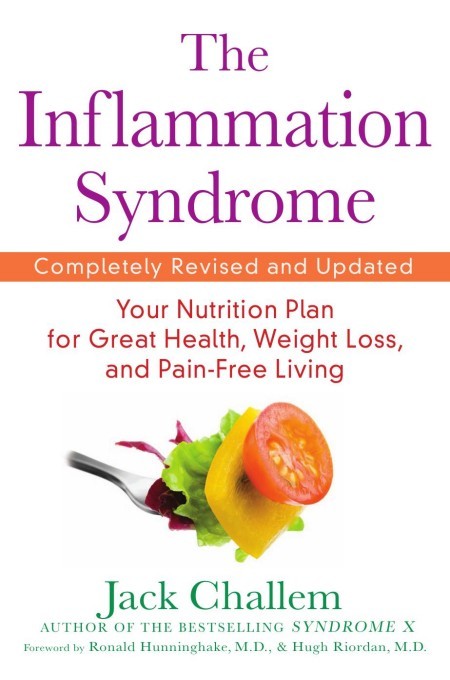 The
Inflammation
Syndrome
Completely Revised and Updated
Your Nutrition Plan
for Great Health, Weight Loss,
and Pain-Free Living
Jack Challem
AUTHOR OF THE BESTSELLING SYNDROME X
Foreword by Ronald Hunninghake, M.D., & Hugh Riordan, M.D.